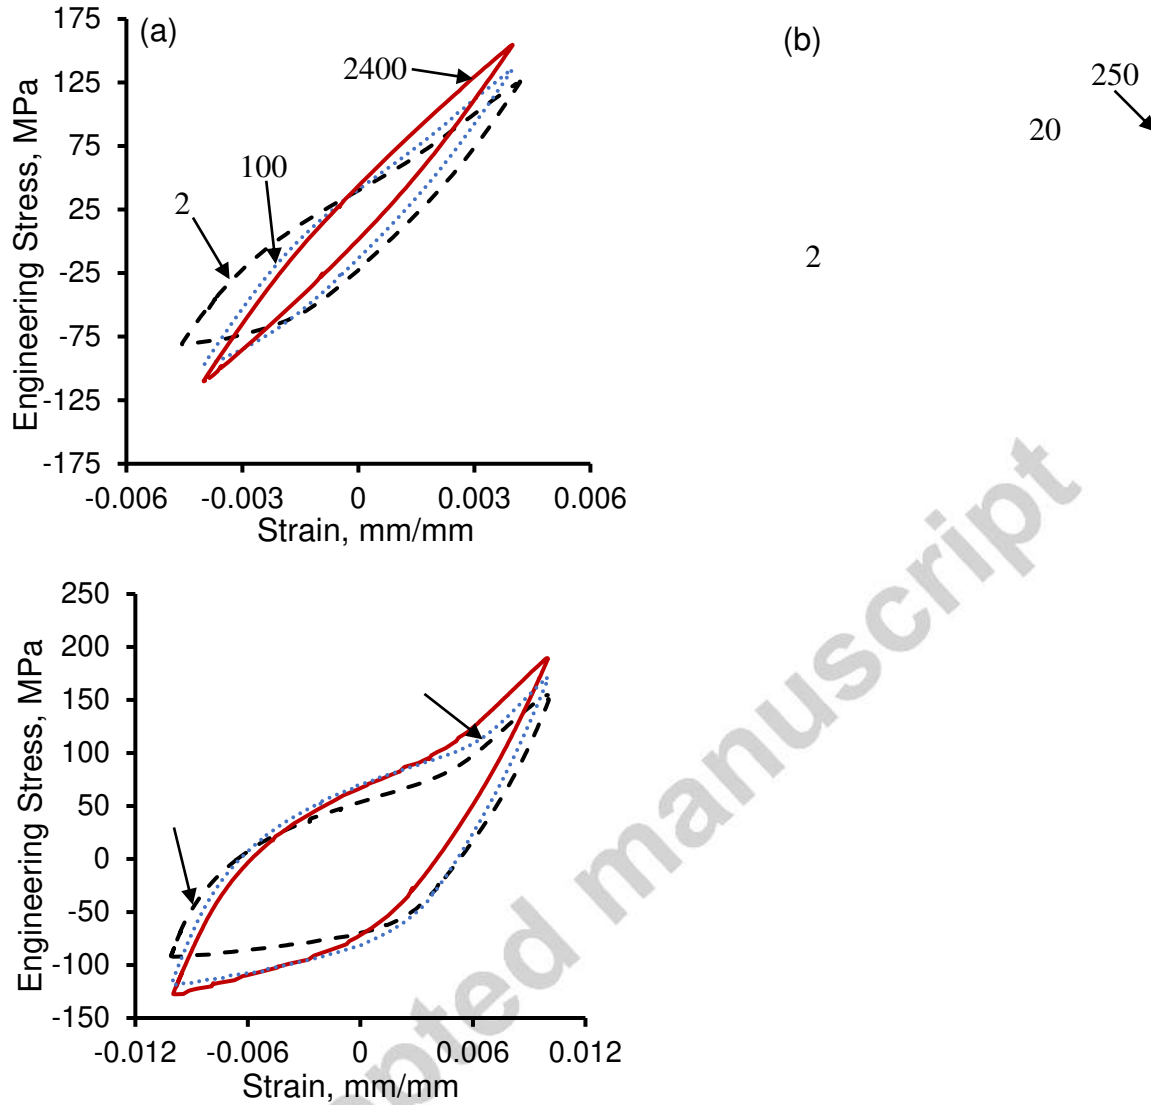 (a)
175
125
75
25
-25
-75
-125
-175
Engineering Stress, MPa
2400
100
2
-0.006 -0.003 0 0.003 0.006
Strain, mm/mm
(b)
250
20
2
250
200
150
100
50
0
-50
-100
-150
Engineering Stress, MPa
-0.012 -0.006 0 0.006 0.012
Strain, mm/mm
pted manuscript